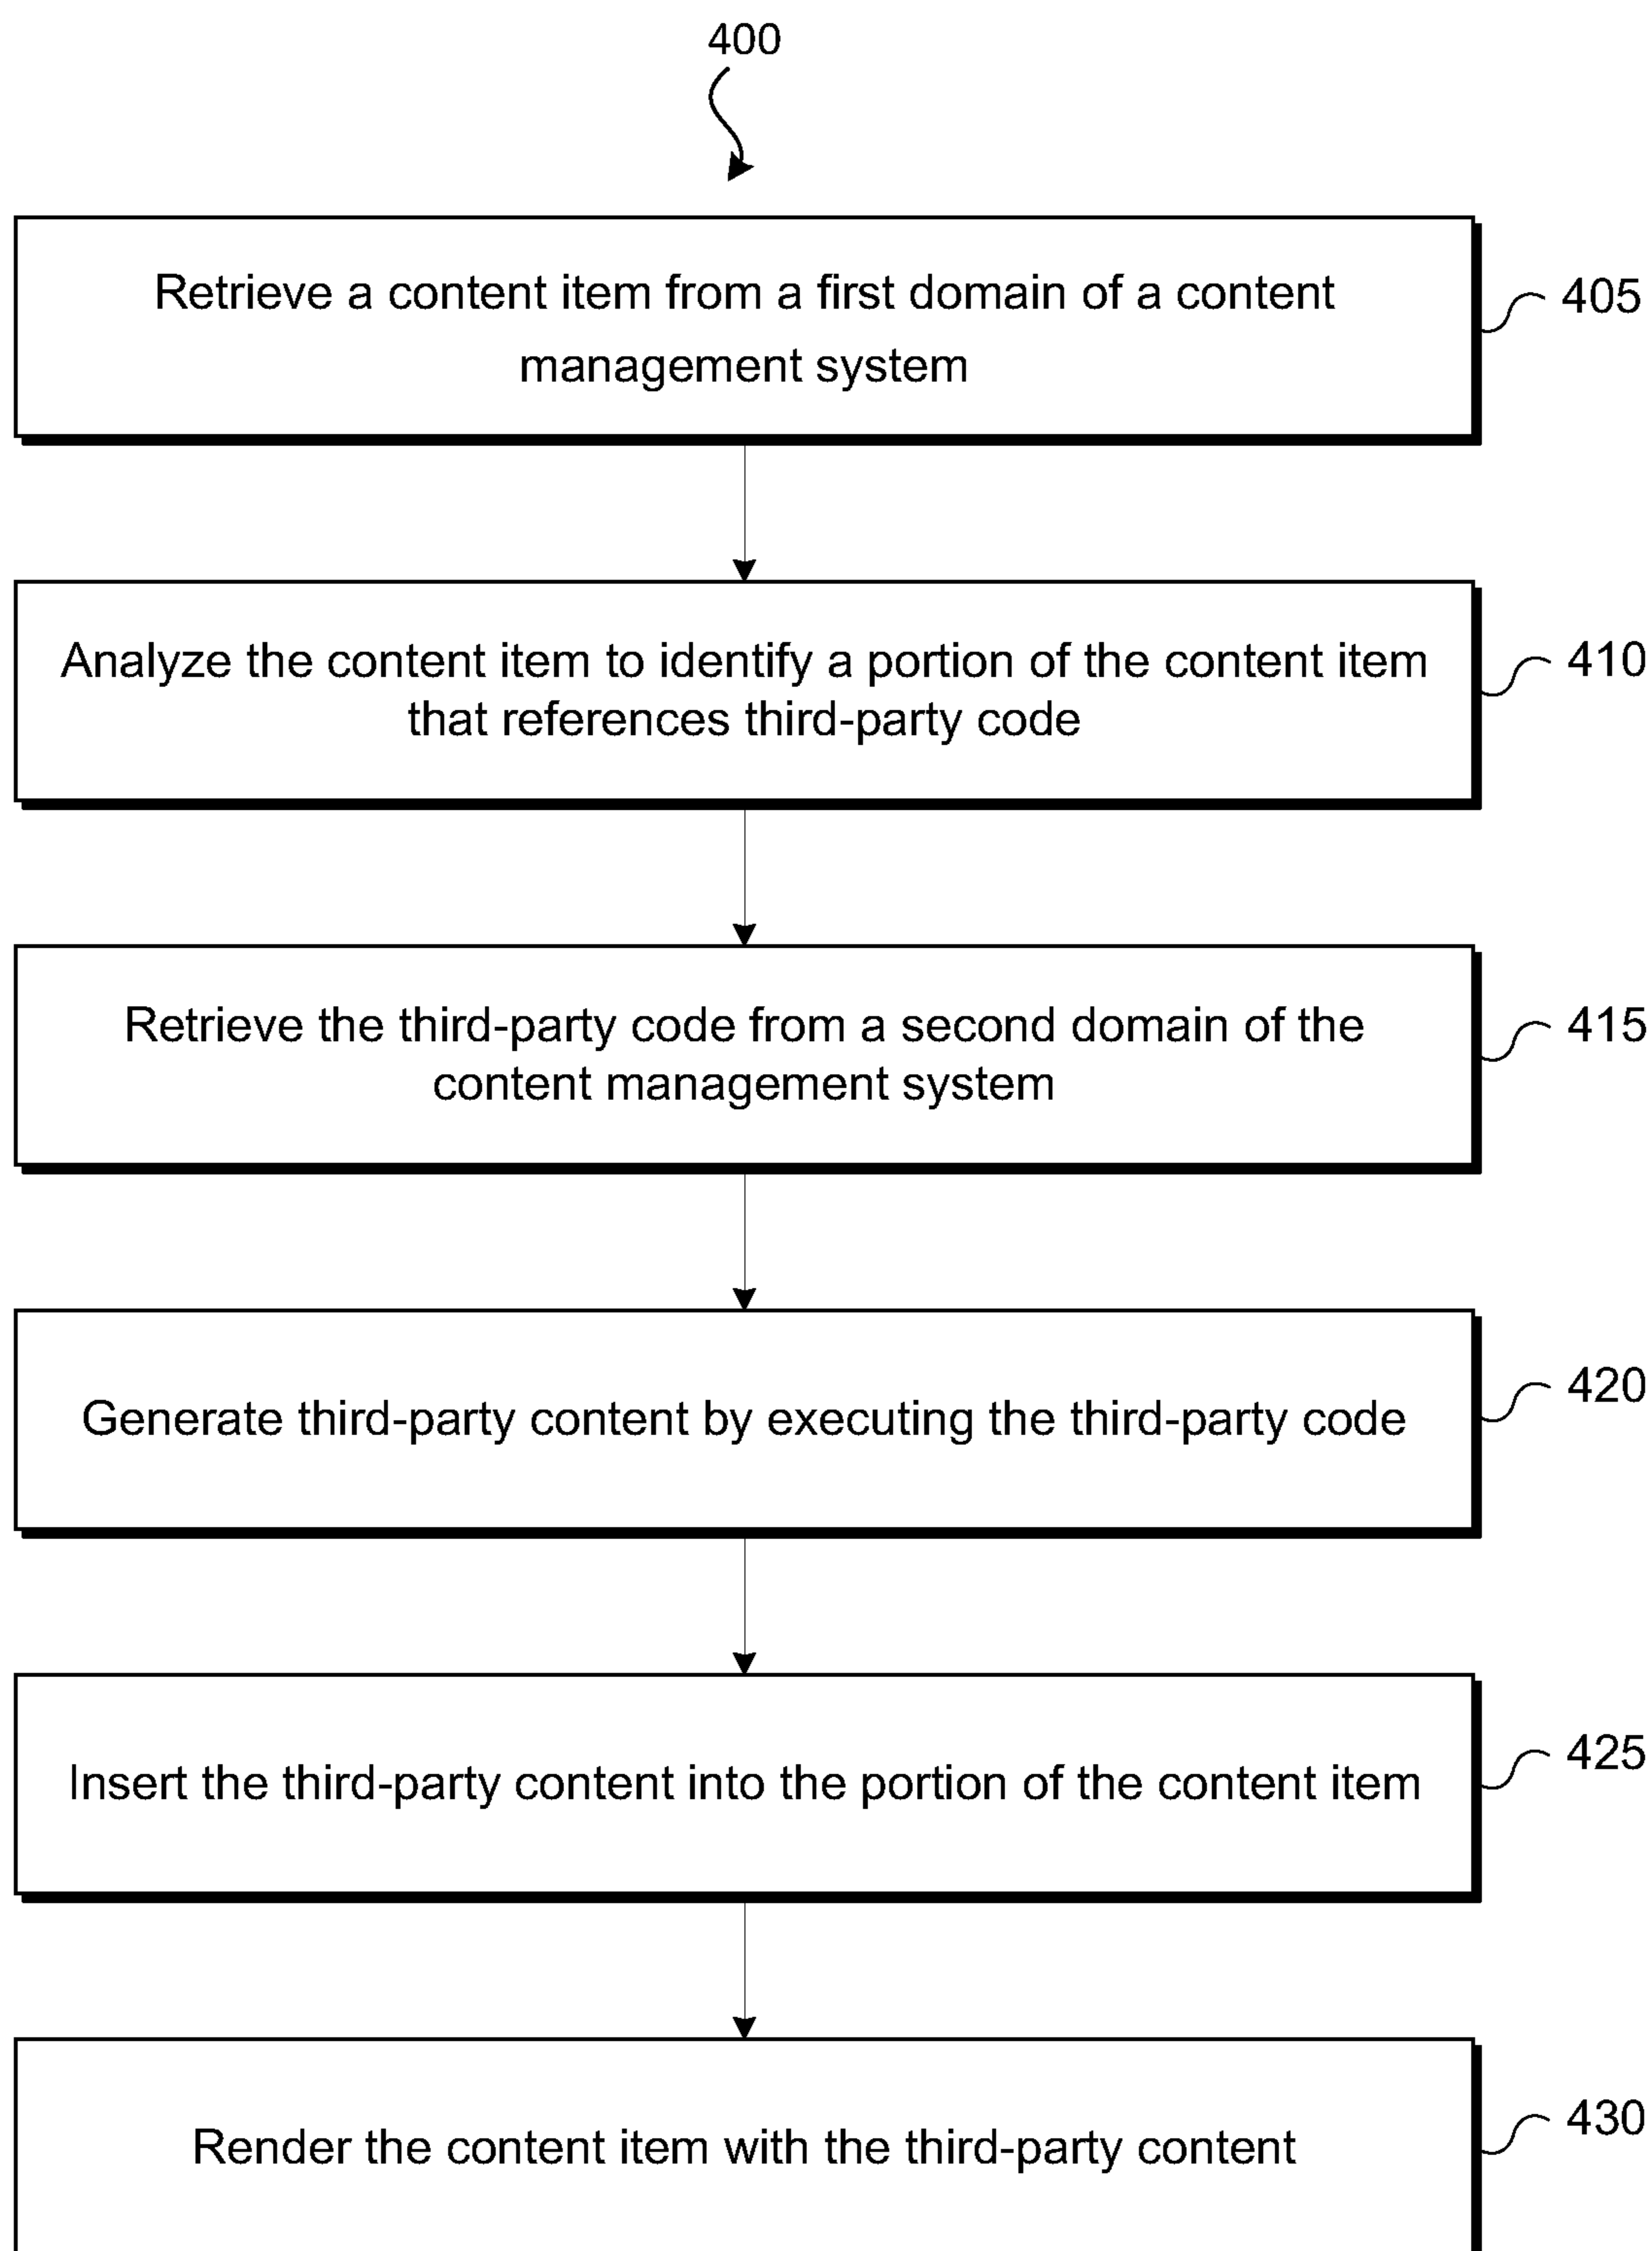 400
Retrieve a content item from a first domain of a content
management system
405
Analyze the content item to identify a portion of the content item
that references third-party code
410
Retrieve the third-party code from a second domain of the
content management system
415
Generate third-party content by executing the third-party code
420
Insert the third-party content into the portion of the content item
425
Render the content item with the third-party content
430